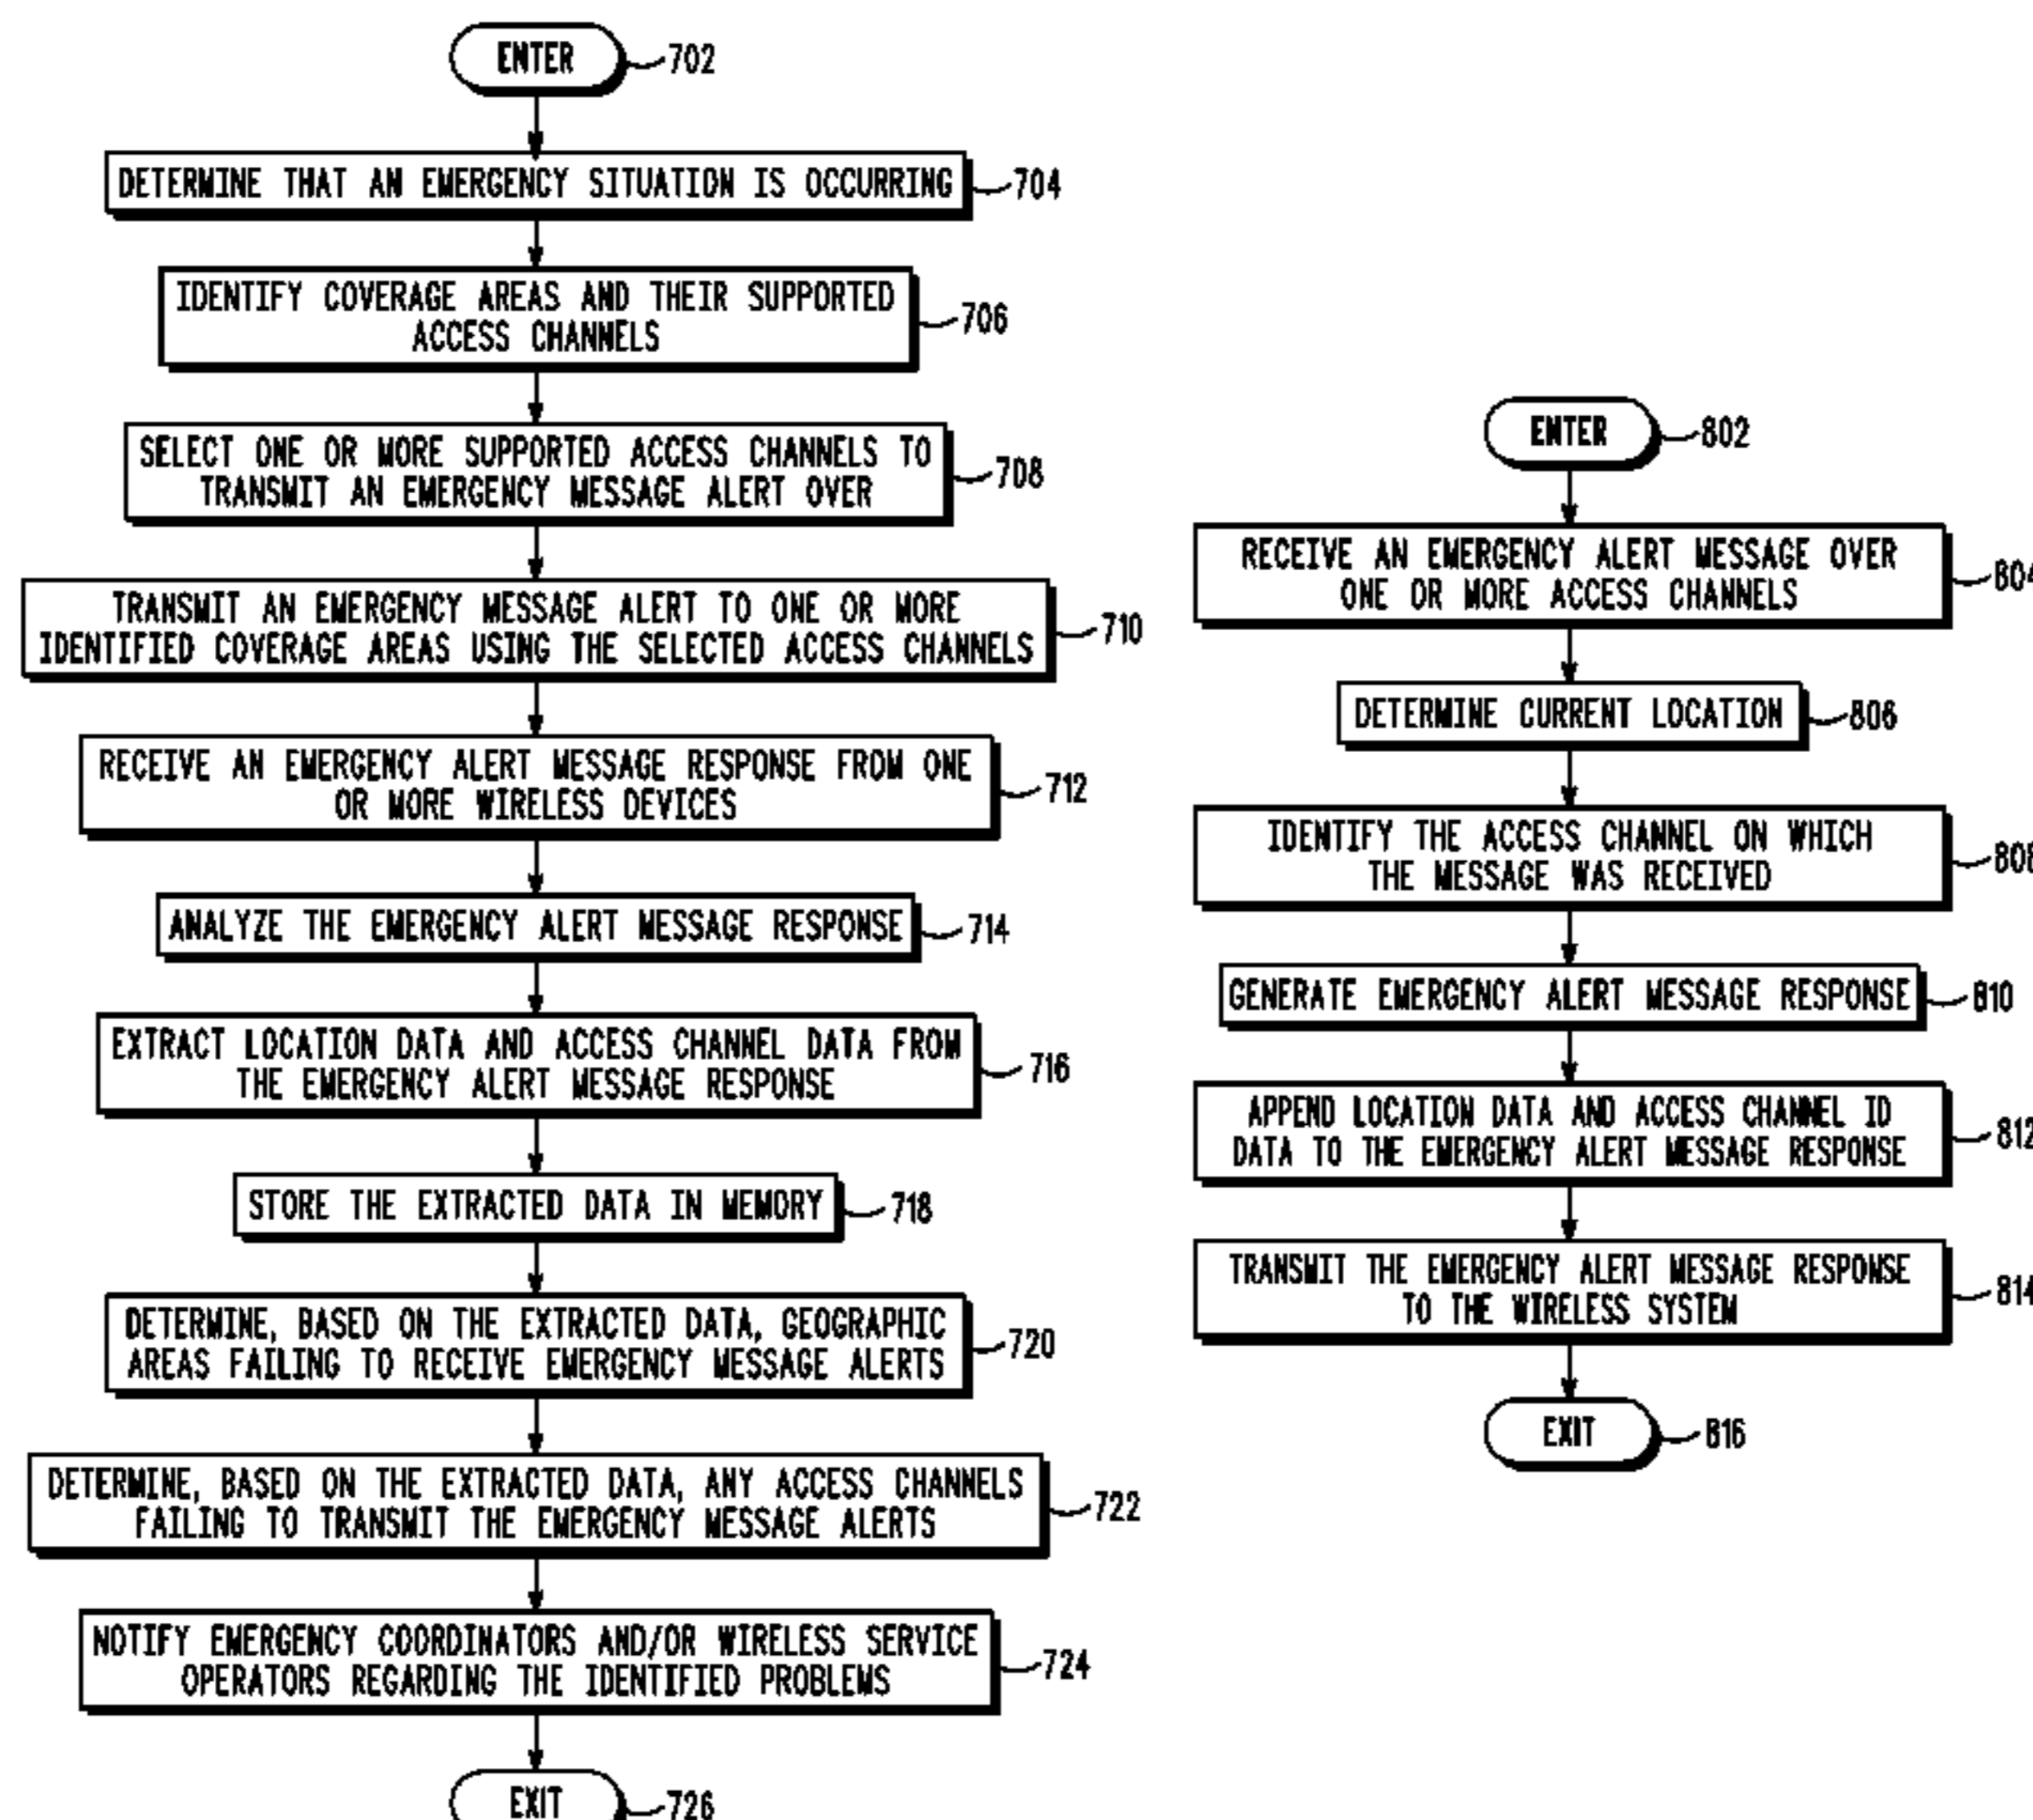 ENTER
702
DETERMINE THAT AN EMERGENCY SITUATION IS OCCURRING
704
IDENTIFY COVERAGE AREAS AND THEIR SUPPORTED
ACCESS CHANNELS
706
SELECT ONE OR MORE SUPPORTED ACCESS CHANNELS TO
TRANSMIT AN EMERGENCY MESSAGE ALERT OVER
708
TRANSMIT AN EMERGENCY MESSAGE ALERT TO ONE OR MORE
IDENTIFIED COVERAGE AREAS USING THE SELECTED ACCESS CHANNELS
710
RECEIVE AN EMERGENCY ALERT MESSAGE RESPONSE FROM ONE
OR MORE WIRELESS DEVICES
712
ANALYZE THE EMERGENCY ALERT MESSAGE RESPONSE
714
EXTRACT LOCATION DATA AND ACCESS CHANNEL DATA FROM
THE EMERGENCY ALERT MESSAGE RESPONSE
716
STORE THE EXTRACTED DATA IN MEMORY
718
DETERMINE, BASED ON THE EXTRACTED DATA, GEOGRAPHIC
AREAS FAILING TO RECEIVE EMERGENCY MESSAGE ALERTS
720
DETERMINE, BASED ON THE EXTRACTED DATA, ANY ACCESS CHANNELS
FAILING TO TRANSMIT THE EMERGENCY MESSAGE ALERTS
722
NOTIFY EMERGENCY COORDINATORS AND/OR WIRELESS SERVICE
OPERATORS REGARDING THE IDENTIFIED PROBLEMS
724
EXIT
726
ENTER
802
RECEIVE AN EMERGENCY ALERT MESSAGE OVER
ONE OR MORE ACCESS CHANNELS
804
DETERMINE CURRENT LOCATION
806
IDENTIFY THE ACCESS CHANNEL ON WHICH
THE MESSAGE WAS RECEIVED
808
GENERATE EMERGENCY ALERT MESSAGE RESPONSE
810
APPEND LOCATION DATA AND ACCESS CHANNEL ID
DATA TO THE EMERGENCY ALERT MESSAGE RESPONSE
812
TRANSMIT THE EMERGENCY ALERT MESSAGE RESPONSE
TO THE WIRELESS SYSTEM
814
EXIT
816